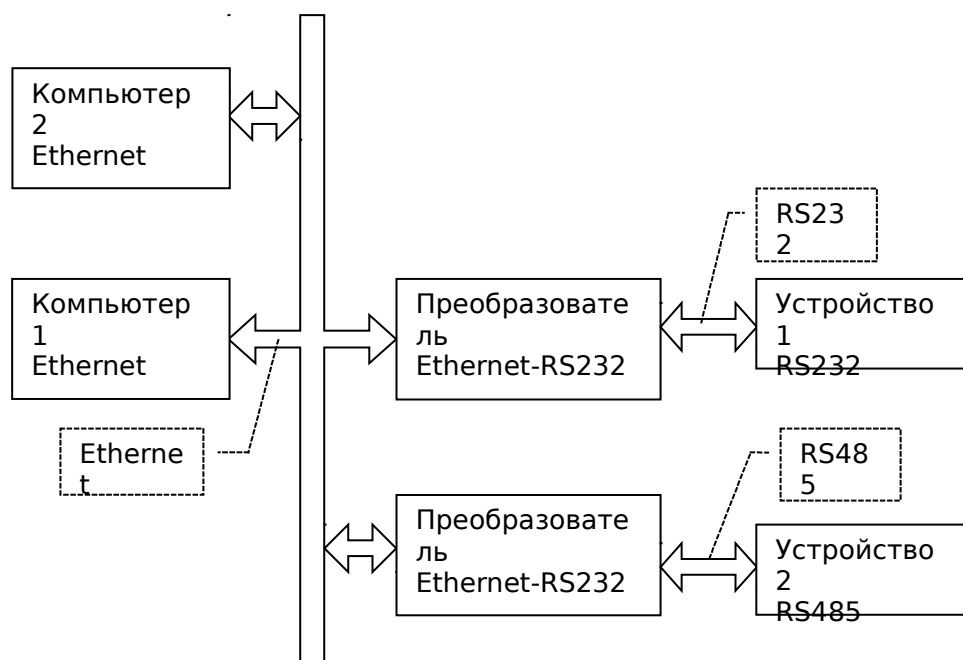 Компьютер
2
Ethernet
RS23
2
Компьютер
1
Ethernet
Преобразовате
ль
Ethernet-RS232
Устройство
1
RS232
Etherne
t
RS48
5
Преобразовате
ль
Ethernet-RS232
Устройство
2
RS485